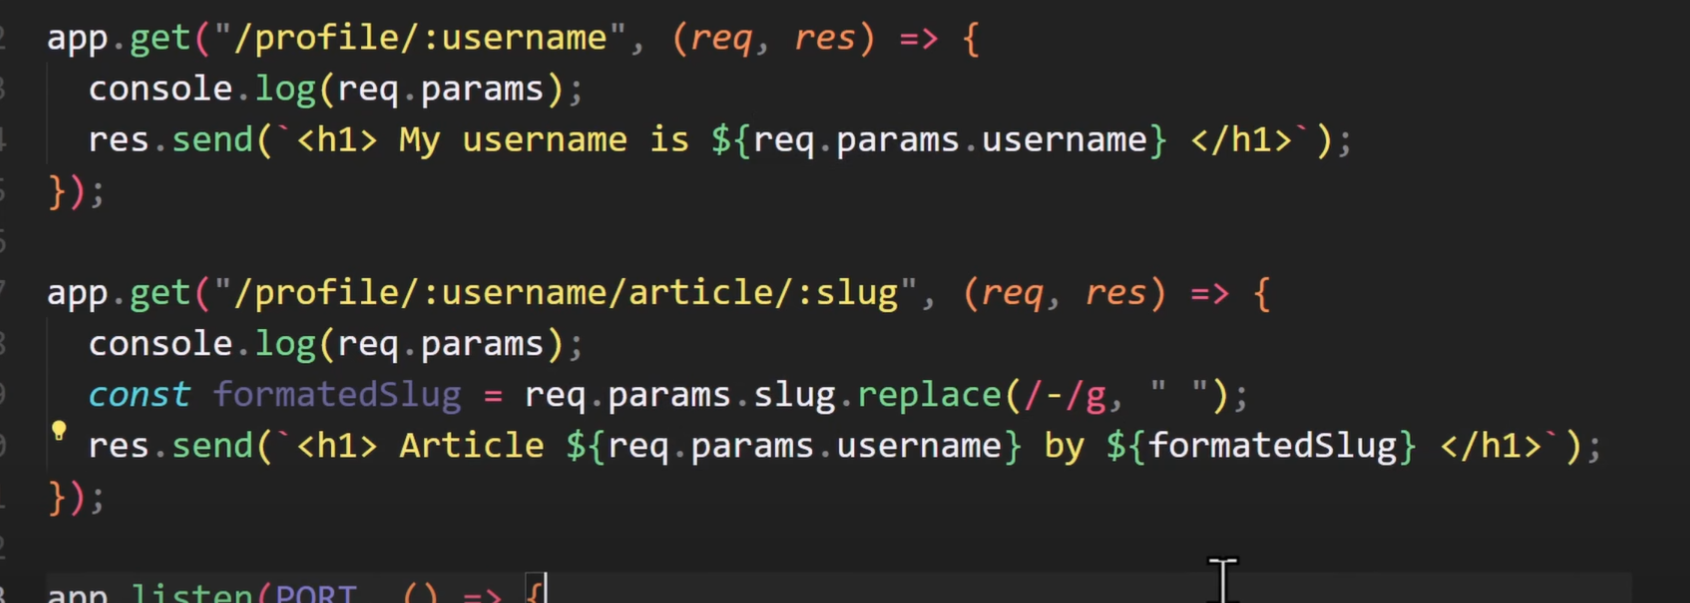 app.get("/profile/:username", (req, res) => {
  console.log(req.params);
  res.send(`<h1> My username is ${req.params.username} </h1>`);
});
app.get("/profile/:username/article/:slug", (req, res) => {
  console.log(req.params);
  const formatedSlug = req.params.slug.replace(/-/g, " ");
  res.send(`<h1> Article ${req.params.username} by ${formatedSlug} </h1>`);
});
app.listen(PORT, () => {